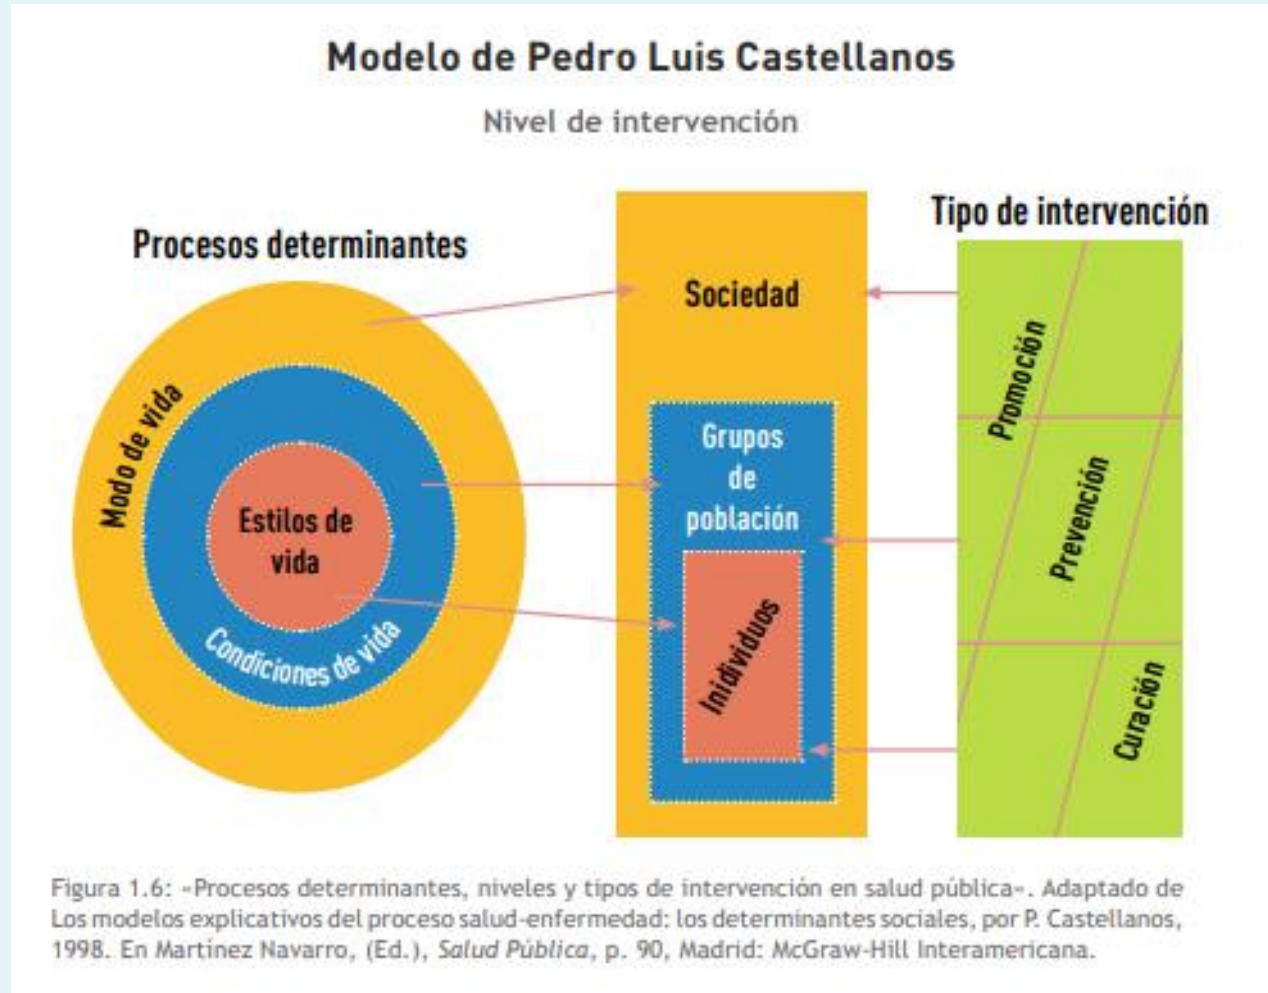 Modelo de Pedro Luis Castellanos
Nivel de intervención
Procesos determinantes
Modo de vida
Estilos de
vida
Condiciones de vida
Sociedad
Grupos
de
población
Inidividuos
Tipo de intervención
Promoción
Prevención
Curación
Figura 1.6: «Procesos determinantes, niveles y tipos de intervención en salud pública«. Adaptado de
Los modelos explicativos del proceso salud-enfermedad: los determinantes sociales, por P. Castellanos,
1998. En Martínez Navarro, (Ed.), Salud Pública, p. 90, Madrid: McGraw-Hill Interamericana.